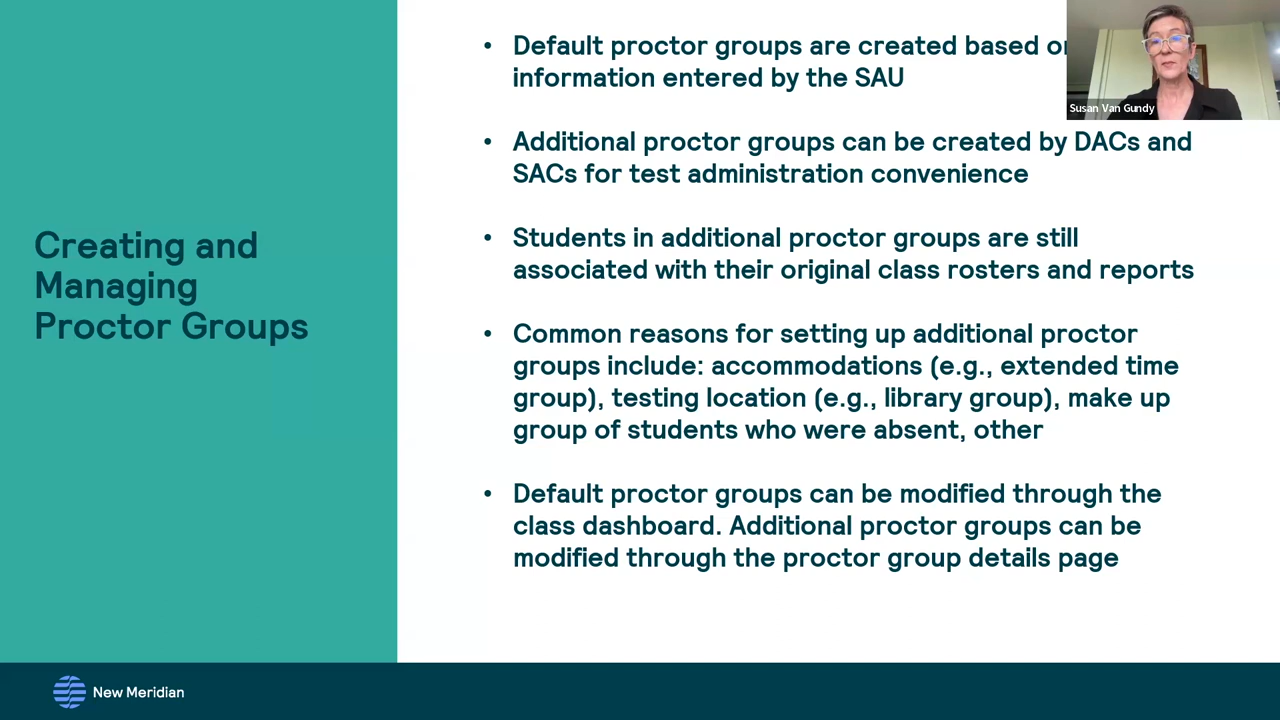 Creating and
Managing
Proctor Groups
• Default proctor groups are created based
information entered by the SAU
• Additional proctor groups can be created by DACs and
SACs for test administration convenience
• Students in additional proctor groups are still
associated with their original class rosters and reports
• Common reasons for setting up additional proctor
groups include: accommodations (e.g., extended time
group), testing location (e.g., library group), make up
group of students who were absent, other
• Default proctor groups can be modified through the
class dashboard. Additional proctor groups can be
modified through the proctor group details page
Susan Van Gundy
New Meridian